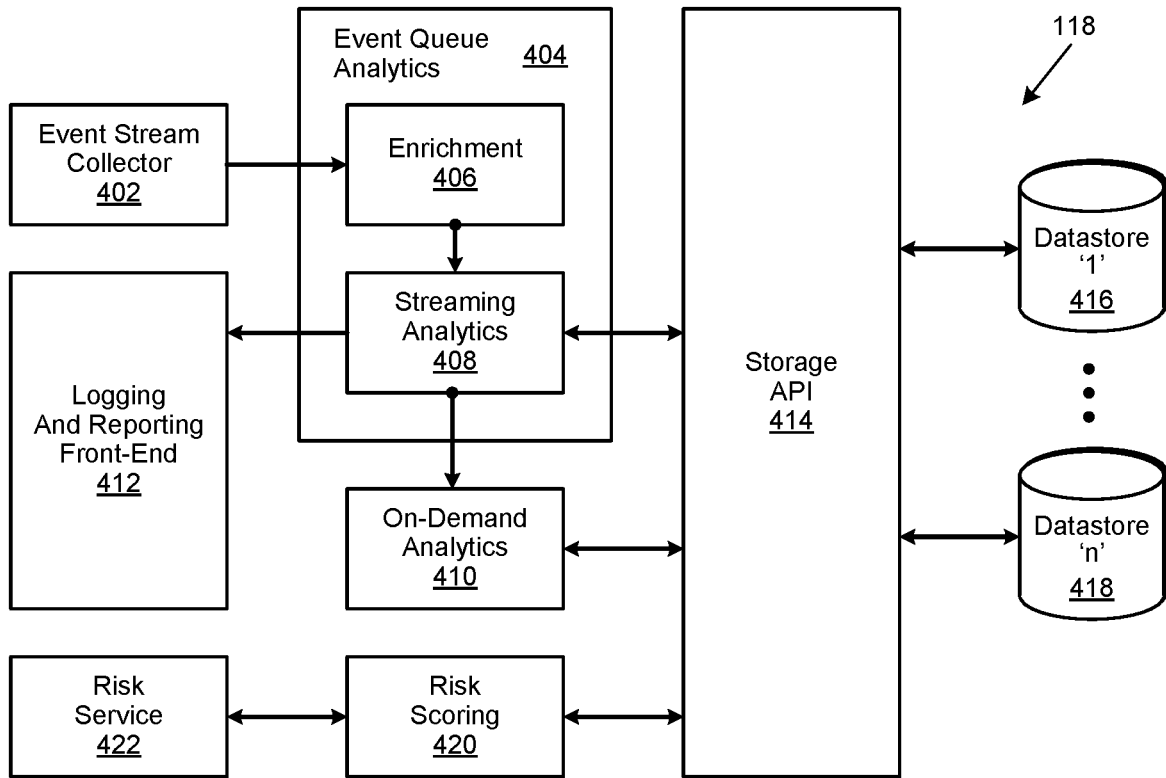 Event Queue
Analytics
404
118
Event Stream
Collector
402
Enrichment
406
Datastore
‘1’
416
Streaming
Analytics
408
Storage
API
414
Logging
And Reporting
Front-End
412
On-Demand
Analytics
410
Datastore
‘n’
418
Risk
Service
422
Risk
Scoring
420